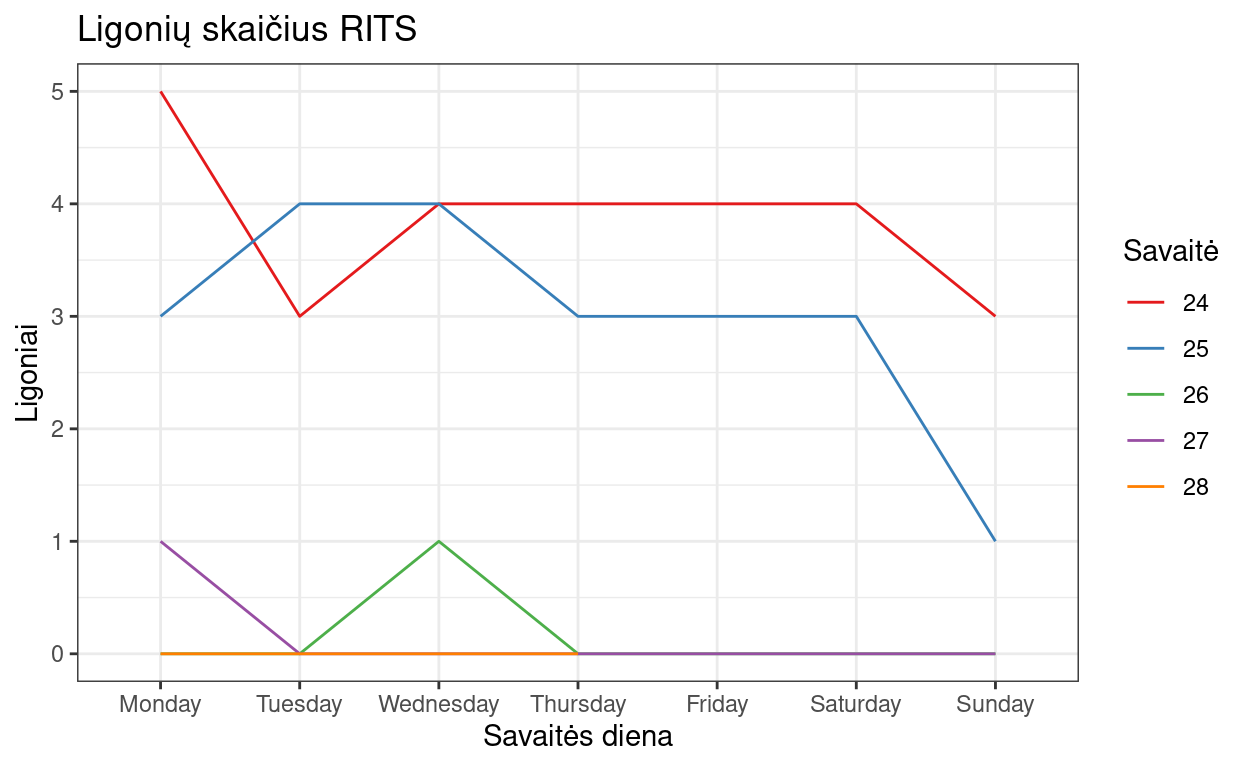 Ligonių skaičius RITS
5
4
3
2
1
0
Ligoniai
Monday Tuesday Wednesday Thursday Friday Saturday Sunday
Savaitės diena
Savaitė
24
25
26
27
28